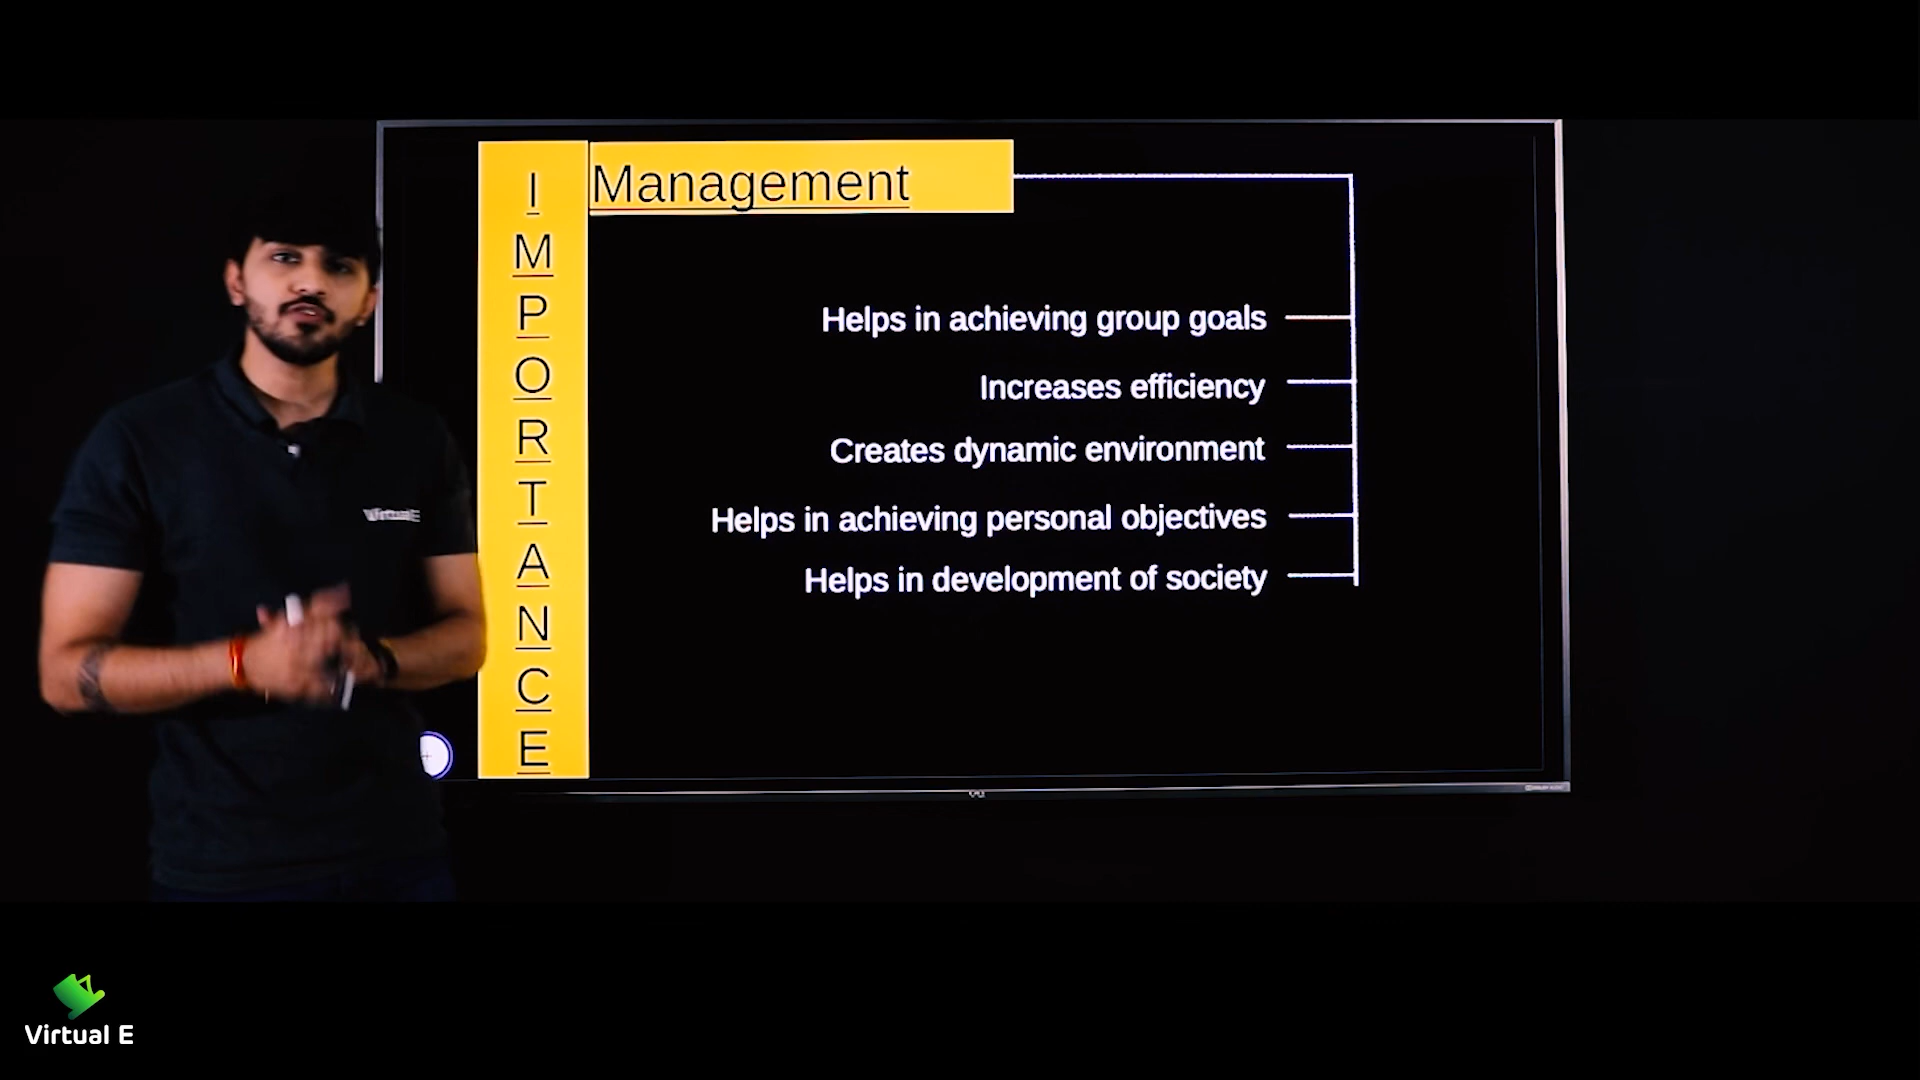 I
M
P
O
R
T
A
N
C
E
Management
Helps in achieving group goals
Increases efficiency
Creates dynamic environment
Helps in achieving personal objectives
Helps in development of society
VirtualE
Virtual E